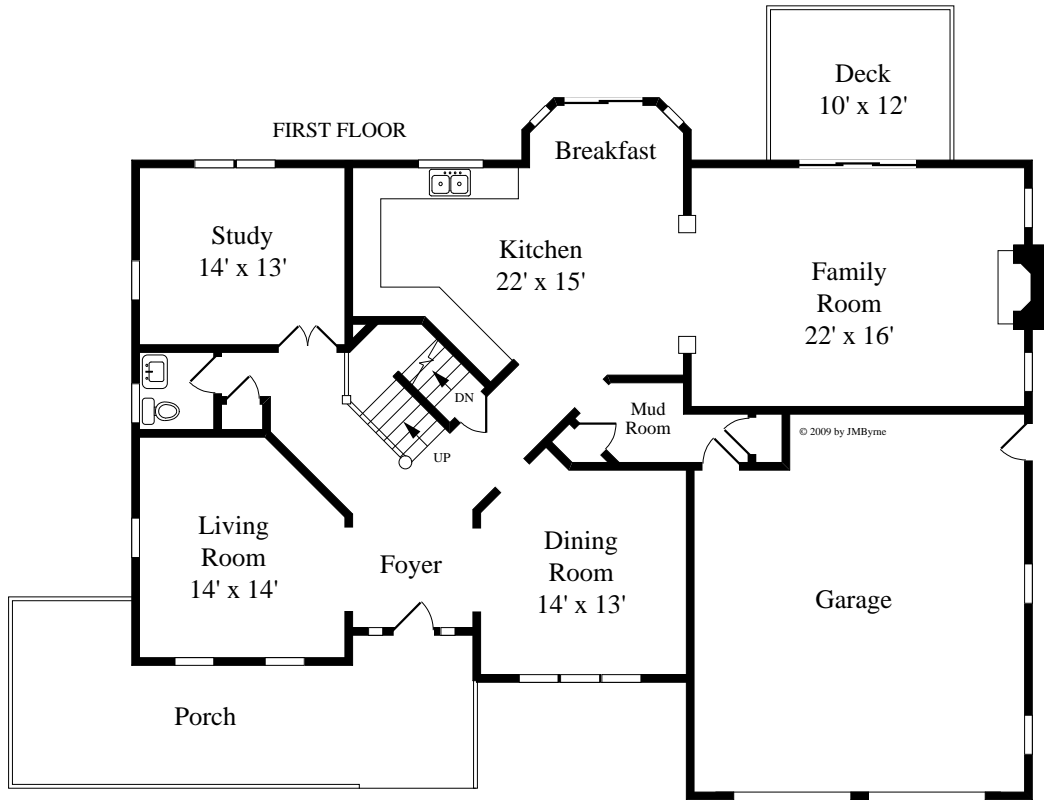 Deck
10' x 12'
FIRST FLOOR
Breakfast
Study
14' x 13'
Kitchen
22' x 15'
Family
Room
22' x 16'
DN
UP
Mud
Room
© 2009 by JMByrne
Living
Room
14' x 14'
Foyer
Dining
Room
14' x 13'
Garage
Porch